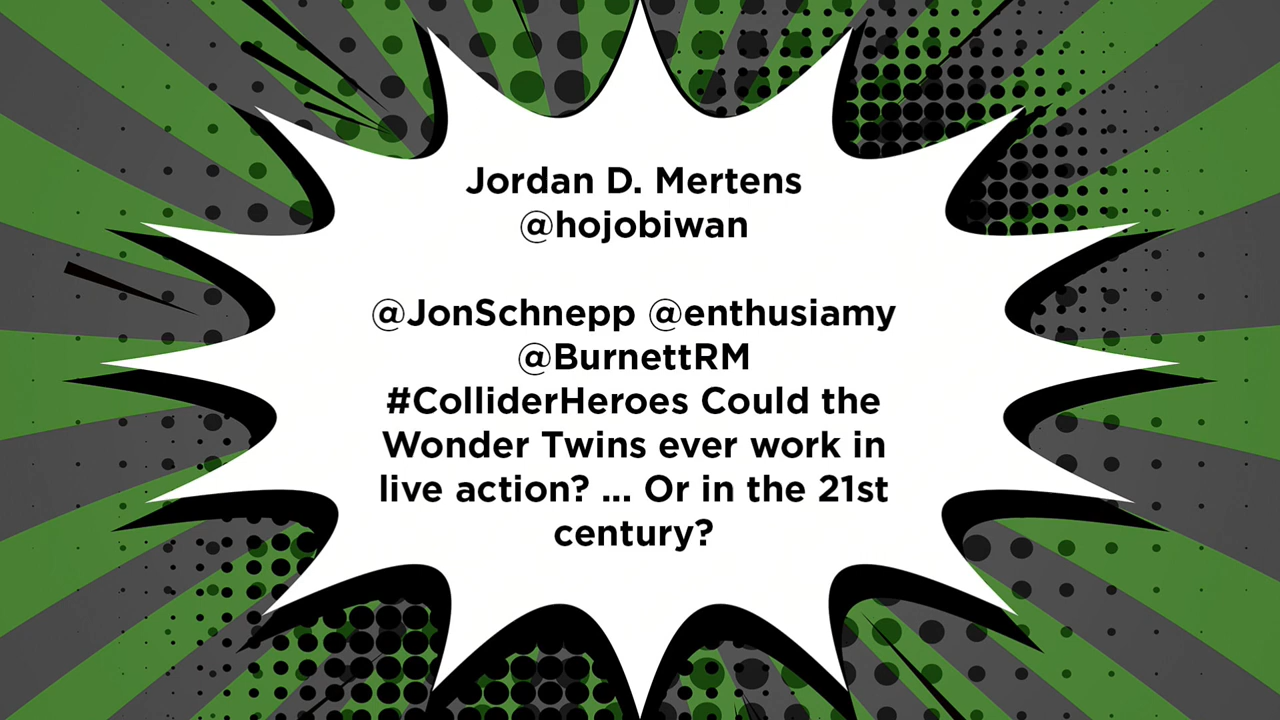 Jordan D. Mertens
@hojobiwan
@JonSchnepp @enthusiamy
@BurnettRM
#ColliderHeroes Could the
Wonder Twins ever work in
live action? ... Or in the 21st
century?